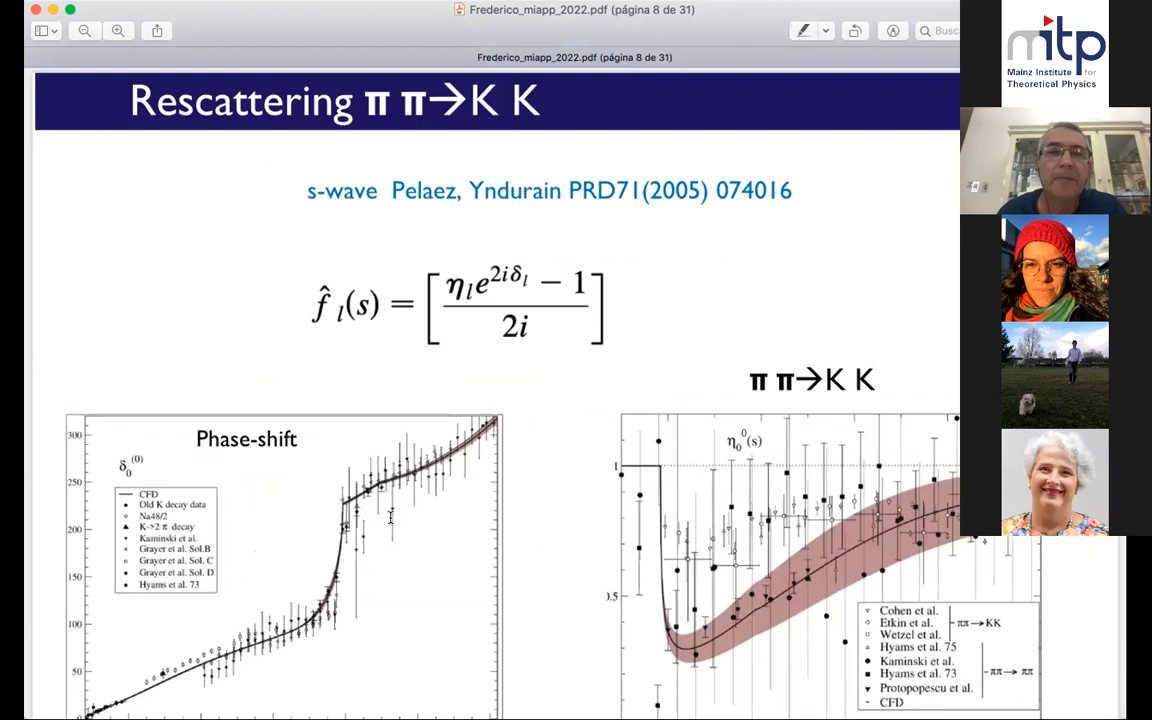 Frederico_miapp_2022.pdf (página 8 de 31)
Busc
Frederico_miapp_2022.pdf (página 8 de 31)
mitp
Mainz Institute for
Theoretical Physics
Rescattering π π→K K
s-wave Pelaez, Yndurain PRD71(2005) 074016
f̂ l(s) = [ηl e^{2iδl} − 1 / 2i]
π π→K K
Phase-shift
δ0^(0)
CFD
Old K decay data
Na48/2
K->2 π decay
Kaminski et al.
Grayer et al. Sol.B
Grayer et al. Sol. C
Grayer et al. Sol. D
Hyams et al. 73
300
250
200
150
100
50
0
η0^0(s)
1
0.5
Cohen et al.
Etkin et al.
Wetzel et al.
ππ→KK
Hyams et al. 75
Kaminski et al.
Hyams et al. 73
Protopopescu et al.
ππ→ππ
CFD